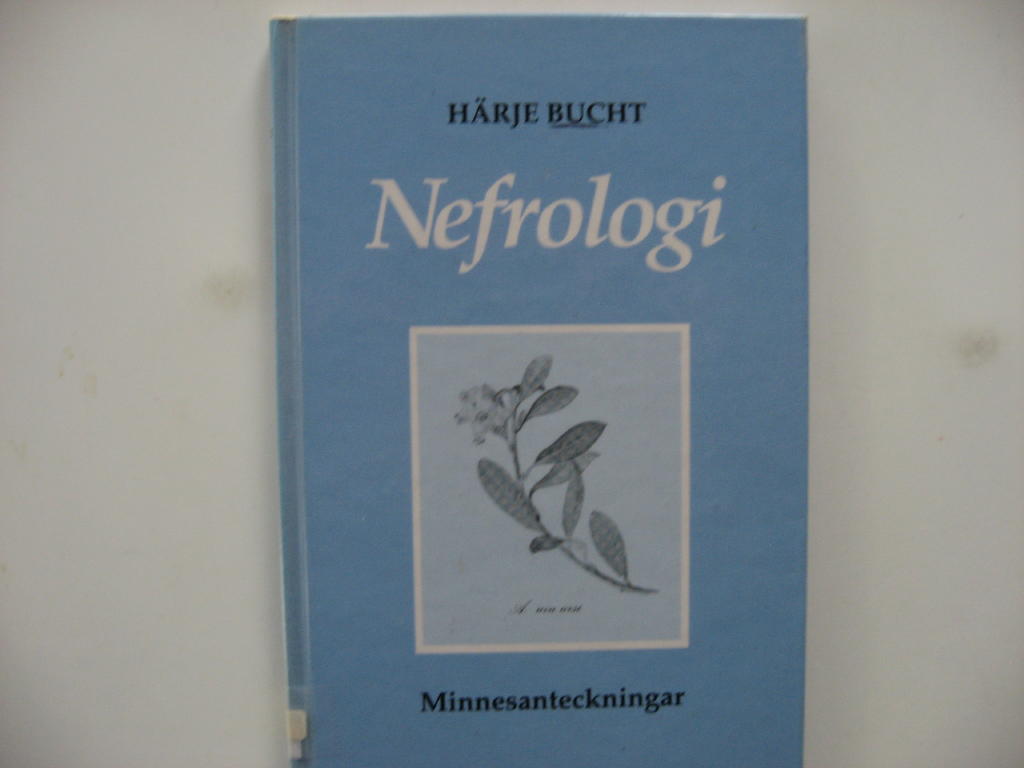 HÄRJE BUCHT
Nefrologi
A
Minnesanteckningar